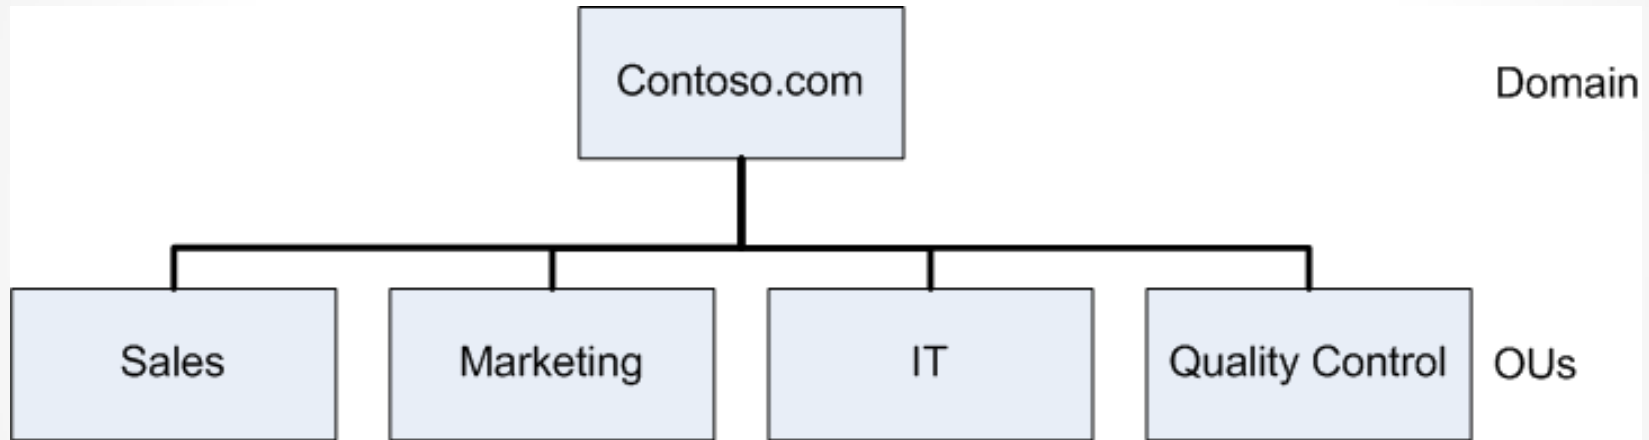 Contoso.com
Domain
Sales
Marketing
IT
Quality Control
OUs